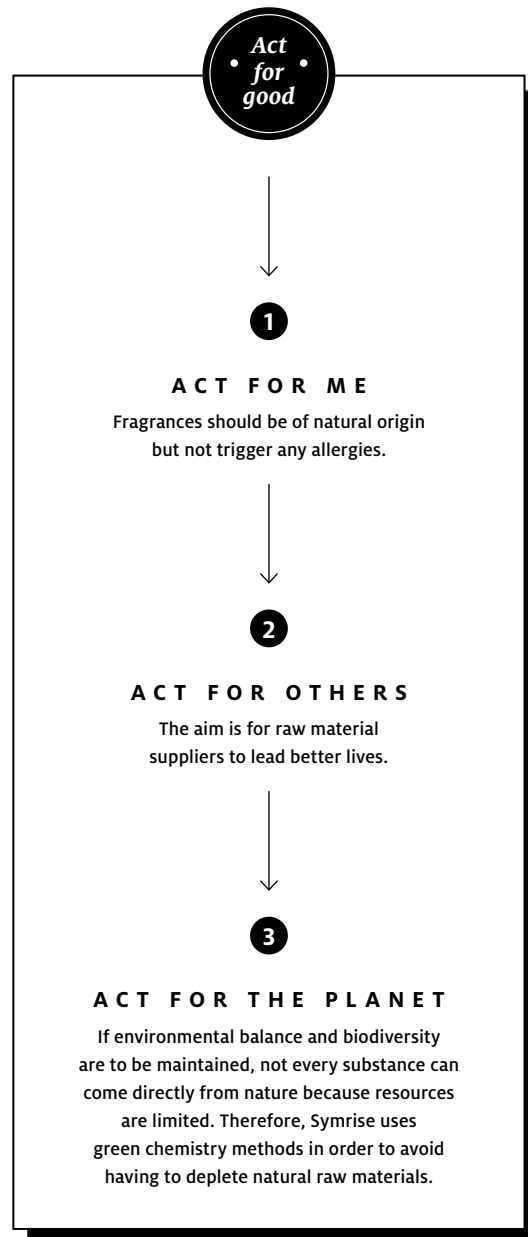 Act
for
good
1
ACT FOR ME
Fragrances should be of natural origin
but not trigger any allergies.
2
ACT FOR OTHERS
The aim is for raw material
suppliers to lead better lives.
3
ACT FOR THE PLANET
If environmental balance and biodiversity
are to be maintained, not every substance can
come directly from nature because resources
are limited. Therefore, Symrise uses
green chemistry methods in order to avoid
having to deplete natural raw materials.